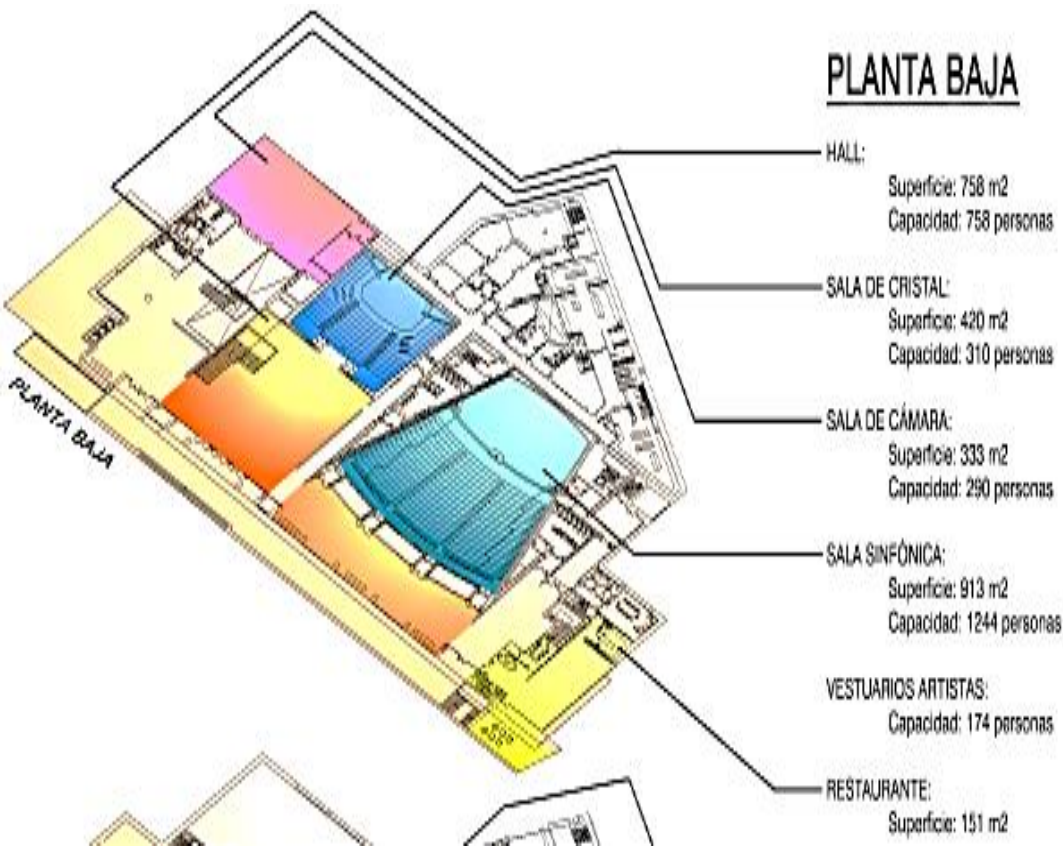 PLANTA BAJA
HALL:
Superficie: 758 m2
Capacidad: 758 personas
SALA DE CRISTAL:
Superficie: 420 m2
Capacidad: 310 personas
SALA DE CÁMARA:
Superficie: 333 m2
Capacidad: 290 personas
SALA SINFÓNICA:
Superficie: 913 m2
Capacidad: 1244 personas
VESTUARIOS ARTISTAS:
Capacidad: 174 personas
RESTAURANTE:
Superficie: 151 m2
PLANTA BAJA